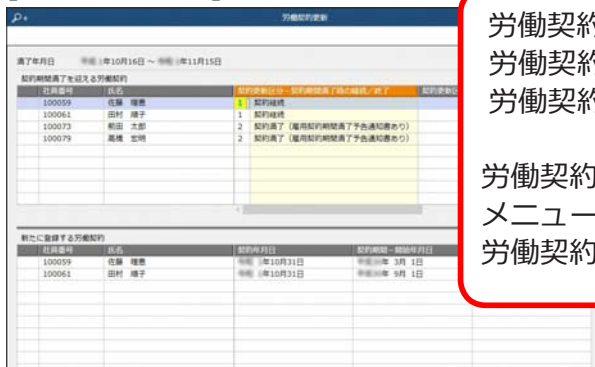 労働契約更新
満了年月日 年10月16日 ～ 年11月15日
契約期間満了を迎える労働契約
社員番号 氏名 契約更新区分－契約期間満了時の継続／終了 契約更新区
100059 佐藤 瑠恵 1 契約継続
100061 田村 順子 1 契約継続
100073 前田 太郎 2 契約満了（雇用契約期間満了予告通知書あり）
100079 高橋 宏明 2 契約満了（雇用契約期間満了予告通知書あり）
新たに登録する労働契約
社員番号 氏名 契約年月日 契約期間－開始年月日
100059 佐藤 瑠恵 年10月31日 年 3月 1日
100061 田村 順子 年10月31日 年 9月 1日
労働契約
労働契約
労働契約
労働契約
メニュー
労働契約